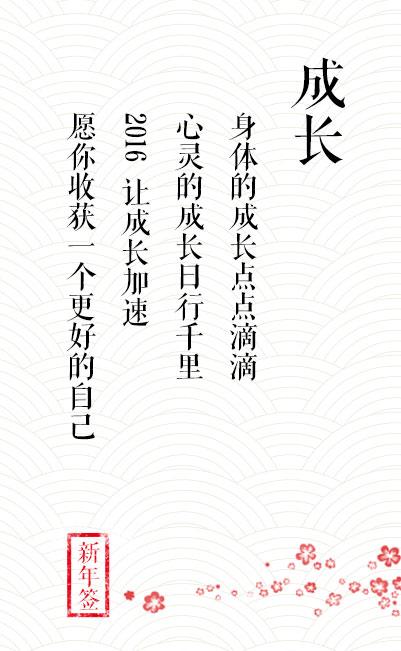 成长
身体的成长点点滴滴
心灵的成长日行千里
2016 让成长加速
愿你收获一个更好的自己
新年签